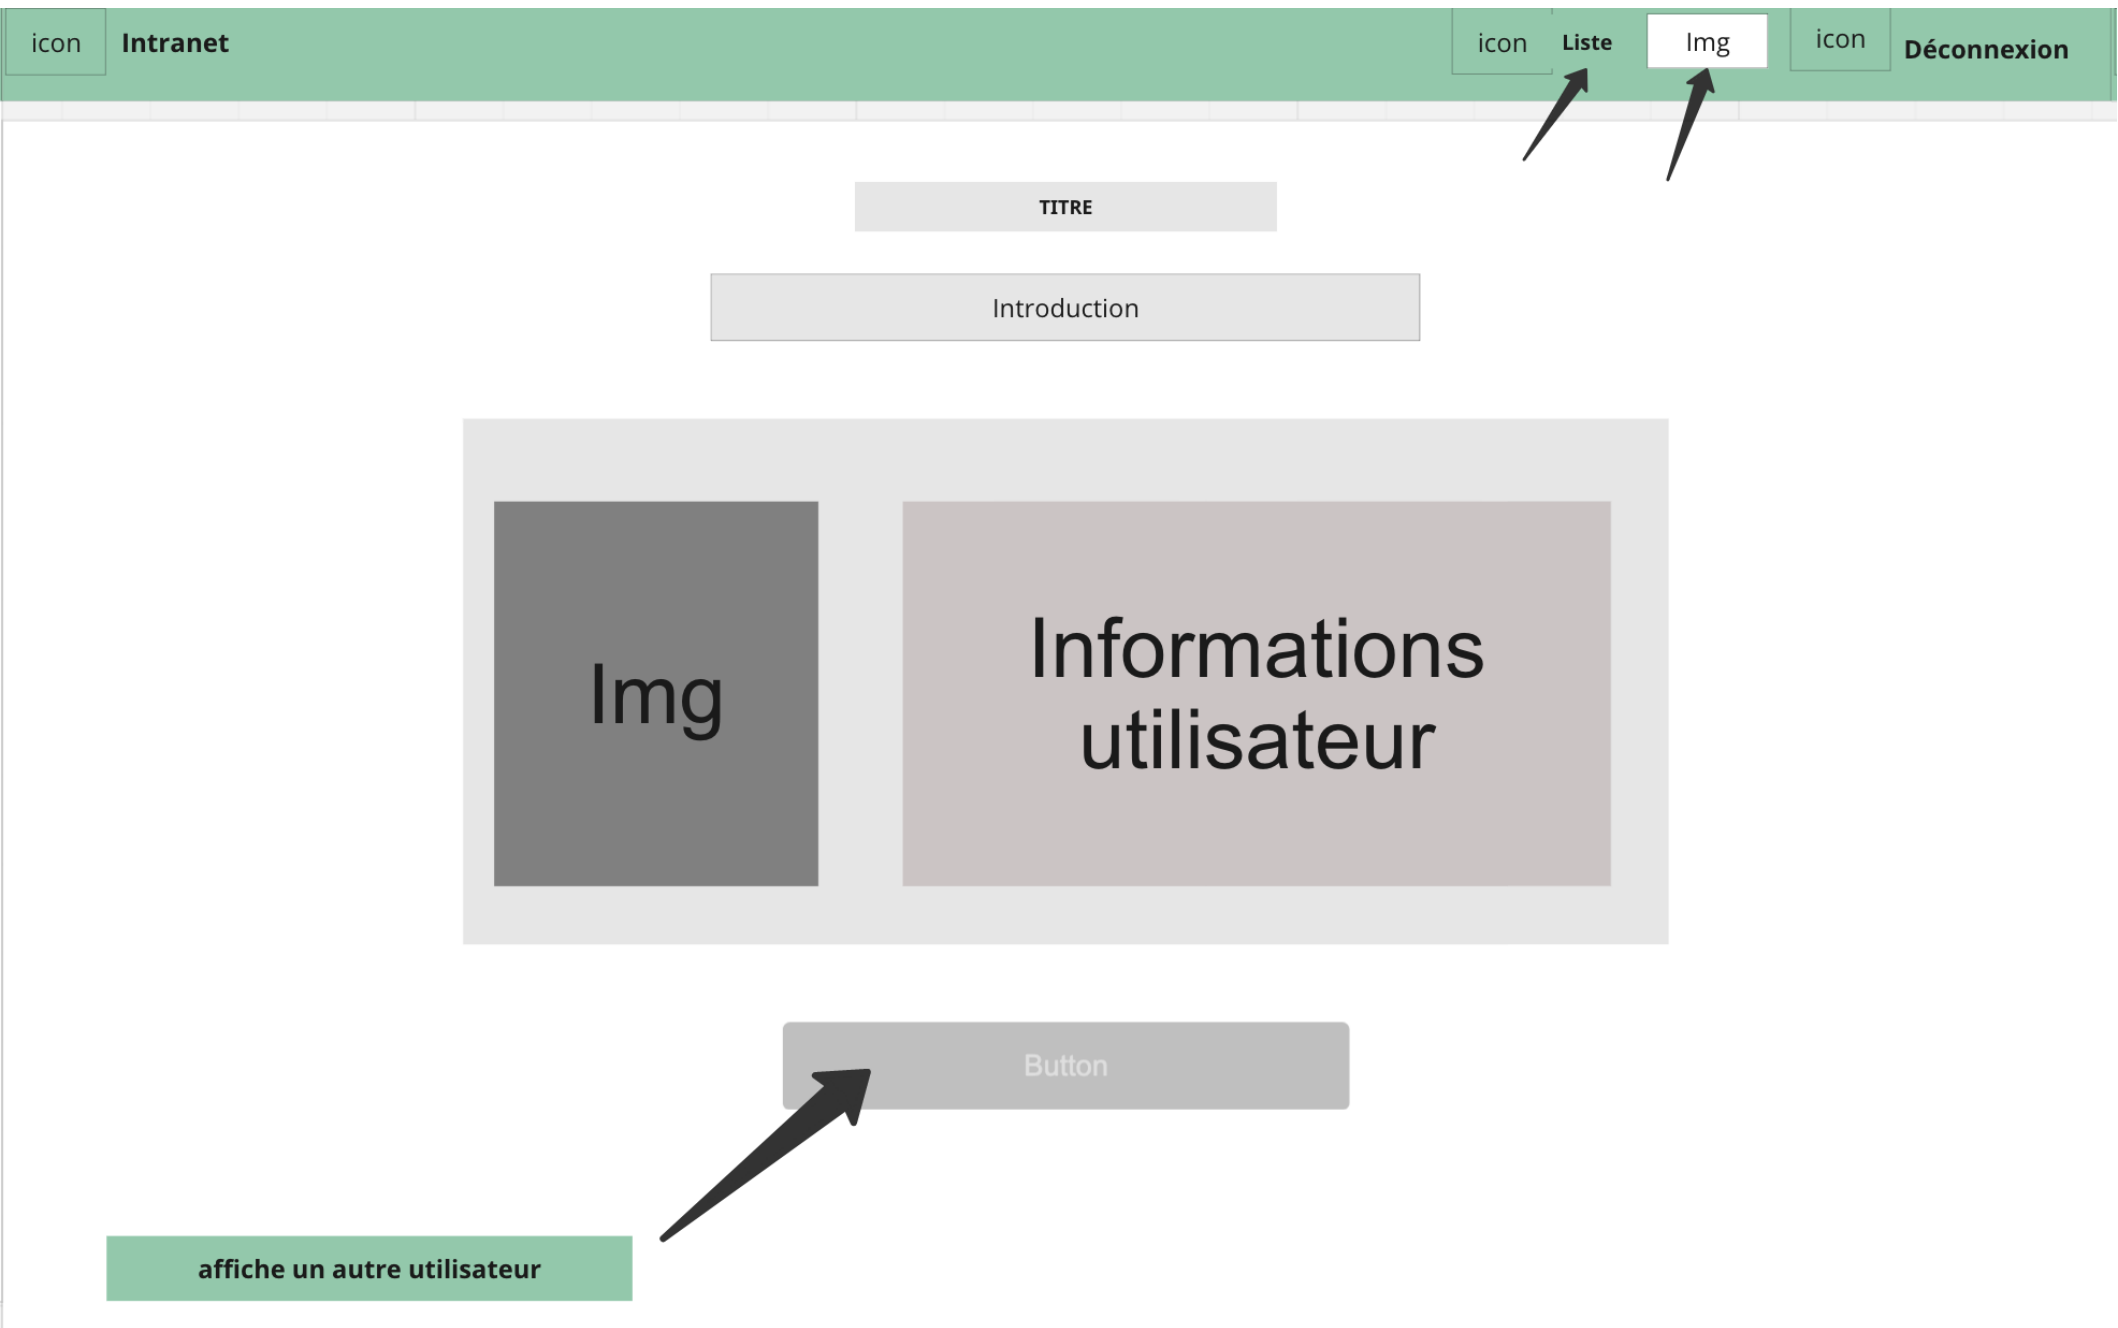 icon Intranet icon Liste Img icon Déconnexion
TITRE
Introduction
Img
Informations
utilisateur
Button
affiche un autre utilisateur